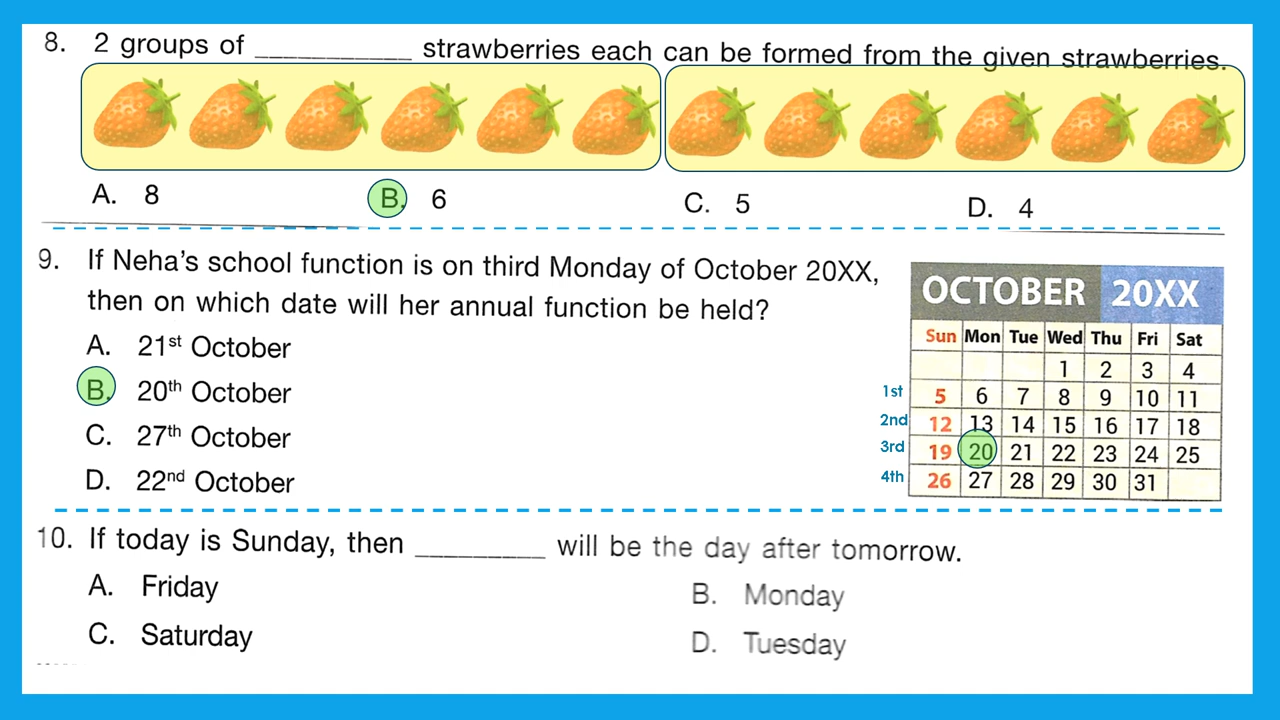 8. 2 groups of __________ strawberries each can be formed from the given strawberries.
A. 8 B. 6 C. 5 D. 4
9. If Neha's school function is on third Monday of October 20XX,
then on which date will her annual function be held?
A. 21st October
B. 20th October
C. 27th October
D. 22nd October
OCTOBER 20XX
Sun Mon Tue Wed Thu Fri Sat
1 2 3 4
1st 5 6 7 8 9 10 11
2nd 12 13 14 15 16 17 18
3rd 19 20 21 22 23 24 25
4th 26 27 28 29 30 31
10. If today is Sunday, then ________ will be the day after tomorrow.
A. Friday B. Monday
C. Saturday D. Tuesday